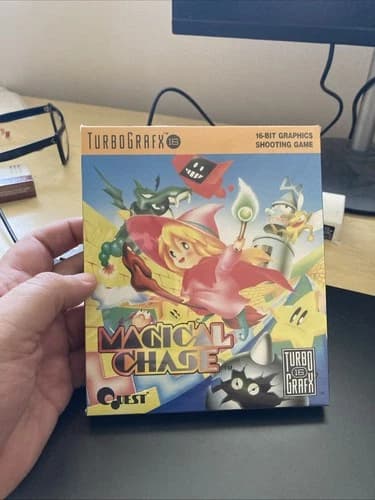 TURBOGRAFX 16
16-BIT GRAPHICS
SHOOTING GAME
MAGICAL
CHASE
QUEST
TURBO
16
GRAFX